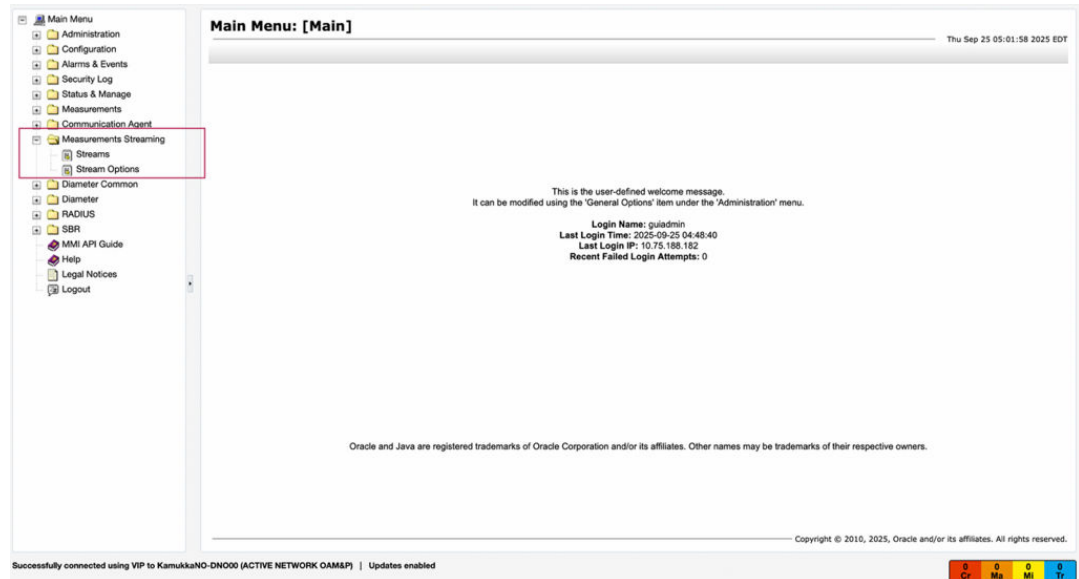 Main Menu
Administration
Configuration
Alarms & Events
Security Log
Status & Manage
Measurements
Communication Agent
Measurements Streaming
Streams
Stream Options
Diameter Common
Diameter
RADIUS
SBR
MMI API Guide
Help
Legal Notices
Logout
Main Menu: [Main]
Thu Sep 25 05:01:58 2025 EDT
This is the user-defined welcome message.
It can be modified using the 'General Options' item under the 'Administration' menu.
Login Name: guiadmin
Last Login Time: 2025-09-25 04:48:40
Last Login IP: 10.75.188.182
Recent Failed Login Attempts: 0
Oracle and Java are registered trademarks of Oracle Corporation and/or its affiliates. Other names may be trademarks of their respective owners.
Copyright © 2010, 2025, Oracle and/or its affiliates. All rights reserved.
Successfully connected using VIP to KamukkaNO-DNO00 (ACTIVE NETWORK OAM&P) | Updates enabled
0 0 0 0
Cr Ma Mi Tr